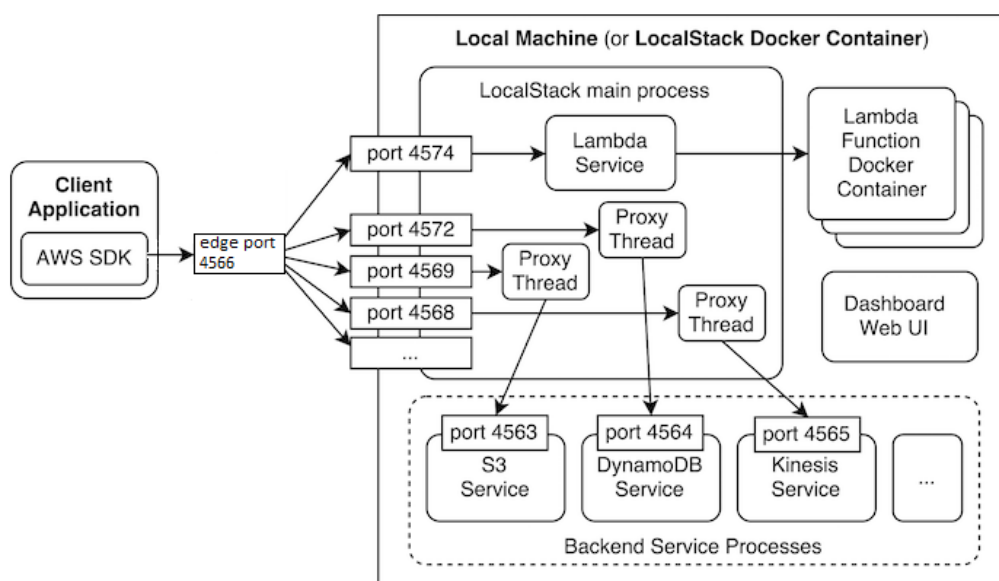 Local Machine (or LocalStack Docker Container)
LocalStack main process
Client
Application
AWS SDK
edge port
4566
port 4574
Lambda
Service
Lambda
Function
Docker
Container
port 4572
Proxy
Thread
port 4569
Proxy
Thread
port 4568
Proxy
Thread
...
Dashboard
Web UI
port 4563
S3
Service
port 4564
DynamoDB
Service
port 4565
Kinesis
Service
...
Backend Service Processes